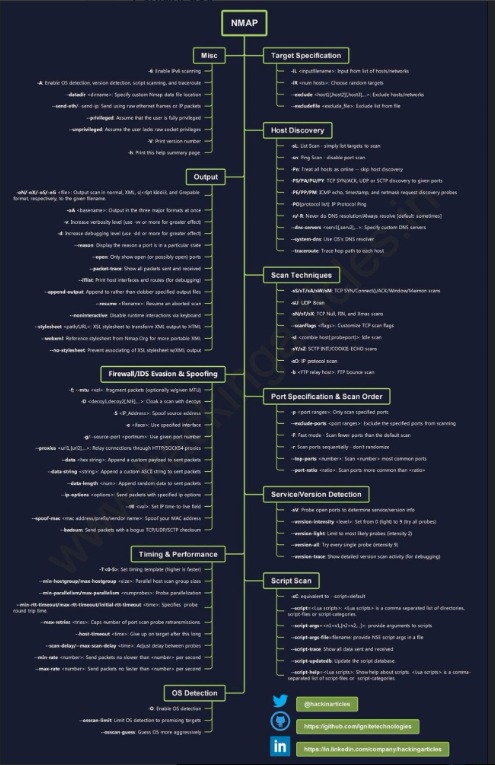 NMAP
Misc
-6: Enable IPv6 scanning
-A: Enable OS detection, version detection, script scanning, and traceroute
--datadir <dirname>: Specify custom Nmap data file location
--send-eth/--send-ip: Send using raw ethernet frames or IP packets
--privileged: Assume that the user is fully privileged
--unprivileged: Assume the user lacks raw socket privileges
-V: Print version number
-h: Print this help summary page.
Output
-oN/-oX/-oS/-oG <file>: Output scan in normal, XML, s|<rIpt kIddi3, and Grepable
format, respectively, to the given filename.
-oA <basename>: Output in the three major formats at once
-v: Increase verbosity level (use -vv or more for greater effect)
-d: Increase debugging level (use -dd or more for greater effect)
--reason: Display the reason a port is in a particular state
--open: Only show open (or possibly open) ports
--packet-trace: Show all packets sent and received
--iflist: Print host interfaces and routes (for debugging)
--append-output: Append to rather than clobber specified output files
--resume <filename>: Resume an aborted scan
--noninteractive: Disable runtime interactions via keyboard
--stylesheet <path/URL>: XSL stylesheet to transform XML output to HTML
--webxml: Reference stylesheet from Nmap.Org for more portable XML
--no-stylesheet: Prevent associating of XSL stylesheet w/XML output
Firewall/IDS Evasion & Spoofing
-f; --mtu <val>: fragment packets (optionally w/given MTU)
-D <decoy1,decoy2[,ME],...>: Cloak a scan with decoys
-S <IP_Address>: Spoof source address
-e <iface>: Use specified interface
-g/--source-port <portnum>: Use given port number
--proxies <url1,[url2],...>: Relay connections through HTTP/SOCKS4 proxies
--data <hex string>: Append a custom payload to sent packets
--data-string <string>: Append a custom ASCII string to sent packets
--data-length <num>: Append random data to sent packets
--ip-options <options>: Send packets with specified ip options
--ttl <val>: Set IP time to live field
--spoof-mac <mac address/prefix/vendor name>: Spoof your MAC address
--badsum: Send packets with a bogus TCP/UDP/SCTP checksum
Timing & Performance
-T<0-5>: Set timing template (higher is faster)
--min-hostgroup/max-hostgroup <size>: Parallel host scan group sizes
--min-parallelism/max-parallelism <numprobes>: Probe parallelization
--min-rtt-timeout/max-rtt-timeout/initial-rtt-timeout <time>: Specifies probe
round trip time.
--max-retries <tries>: Caps number of port scan probe retransmissions.
--host-timeout <time>: Give up on target after this long
--scan-delay/--max-scan-delay <time>: Adjust delay between probes
--min-rate <number>: Send packets no slower than <number> per second
--max-rate <number>: Send packets no faster than <number> per second
OS Detection
-O: Enable OS detection
--osscan-limit: Limit OS detection to promising targets
--osscan-guess: Guess OS more aggressively
Target Specification
-iL <inputfilename>: Input from list of hosts/networks
-iR <num hosts>: Choose random targets
--exclude <host1[,host2][,host3],...>: Exclude hosts/networks
--excludefile <exclude_file>: Exclude list from file
Host Discovery
-sL: List Scan - simply list targets to scan
-sn: Ping Scan - disable port scan
-Pn: Treat all hosts as online -- skip host discovery
-PS/PA/PU/PY: TCP SYN/ACK, UDP or SCTP discovery to given ports
-PE/PP/PM: ICMP echo, timestamp, and netmask request discovery probes
-PO[protocol list]: IP Protocol Ping
-n/-R: Never do DNS resolution/Always resolve [default: sometimes]
--dns-servers <serv1[,serv2],...>: Specify custom DNS servers
--system-dns: Use OS's DNS resolver
--traceroute: Trace hop path to each host
Scan Techniques
-sS/sT/sA/sW/sM: TCP SYN/Connect()/ACK/Window/Maimon scans
-sU: UDP Scan
-sN/sF/sX: TCP Null, FIN, and Xmas scans
--scanflags <flags>: Customize TCP scan flags
-sI <zombie host[:probeport]>: Idle scan
-sY/sZ: SCTP INIT/COOKIE-ECHO scans
-sO: IP protocol scan
-b <FTP relay host>: FTP bounce scan
Port Specification & Scan Order
-p <port ranges>: Only scan specified ports
--exclude-ports <port ranges>: Exclude the specified ports from scanning
-F: Fast mode - Scan fewer ports than the default scan
-r: Scan ports sequentially - don't randomize
--top-ports <number>: Scan <number> most common ports
--port-ratio <ratio>: Scan ports more common than <ratio>
Service/Version Detection
-sV: Probe open ports to determine service/version info
--version-intensity <level>: Set from 0 (light) to 9 (try all probes)
--version-light: Limit to most likely probes (intensity 2)
--version-all: Try every single probe (intensity 9)
--version-trace: Show detailed version scan activity (for debugging)
Script Scan
-sC: equivalent to --script=default
--script=<Lua scripts>: <Lua scripts> is a comma separated list of directories,
script-files or script-categories.
--script-args=<n1=v1,[n2=v2,...]>: provide arguments to scripts
--script-args-file=filename: provide NSE script args in a file
--script-trace: Show all data sent and received
--script-updatedb: Update the script database.
--script-help=<Lua scripts>: Show help about scripts. <Lua scripts> is a comma-
separated list of script-files or script-categories.
@hackinarticles
https://github.com/Ignitetechnologies
in
https://in.linkedin.com/company/hackingarticles